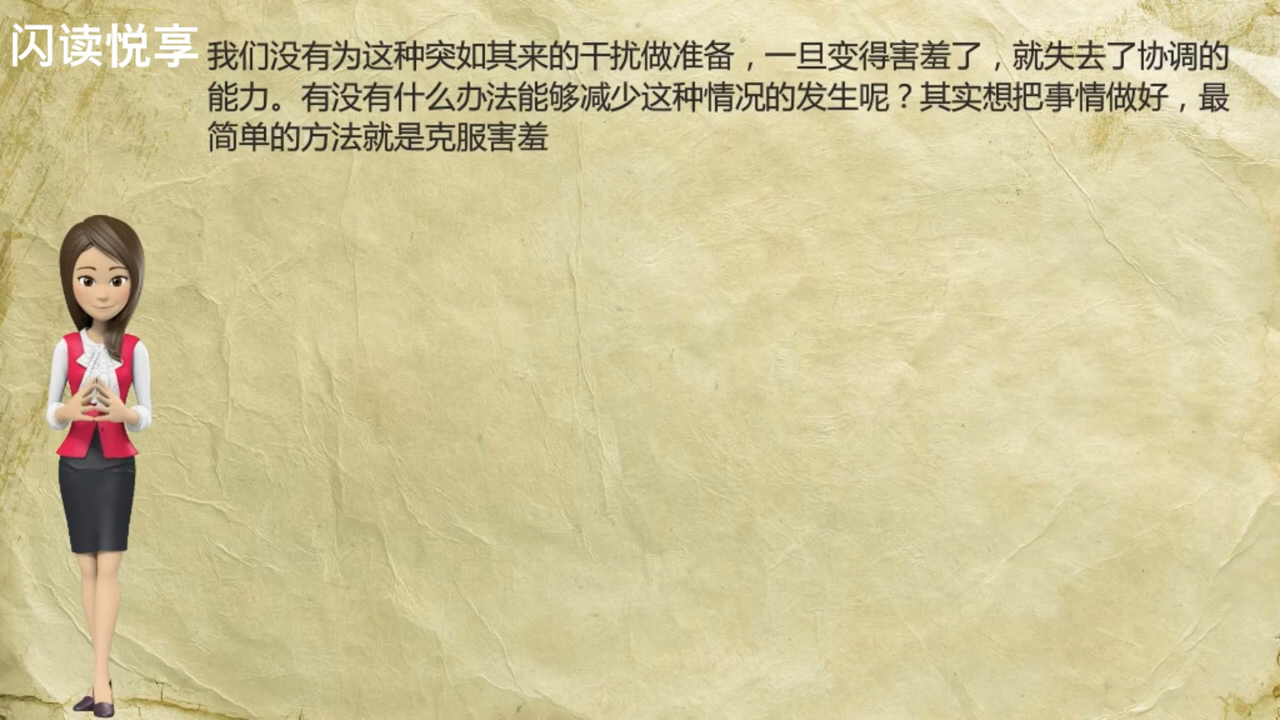 闪读悦享
我们没有为这种突如其来的干扰做准备，一旦变得害羞了，就失去了协调的
能力。有没有什么办法能够减少这种情况的发生呢？其实想把事情做好，最
简单的方法就是克服害羞